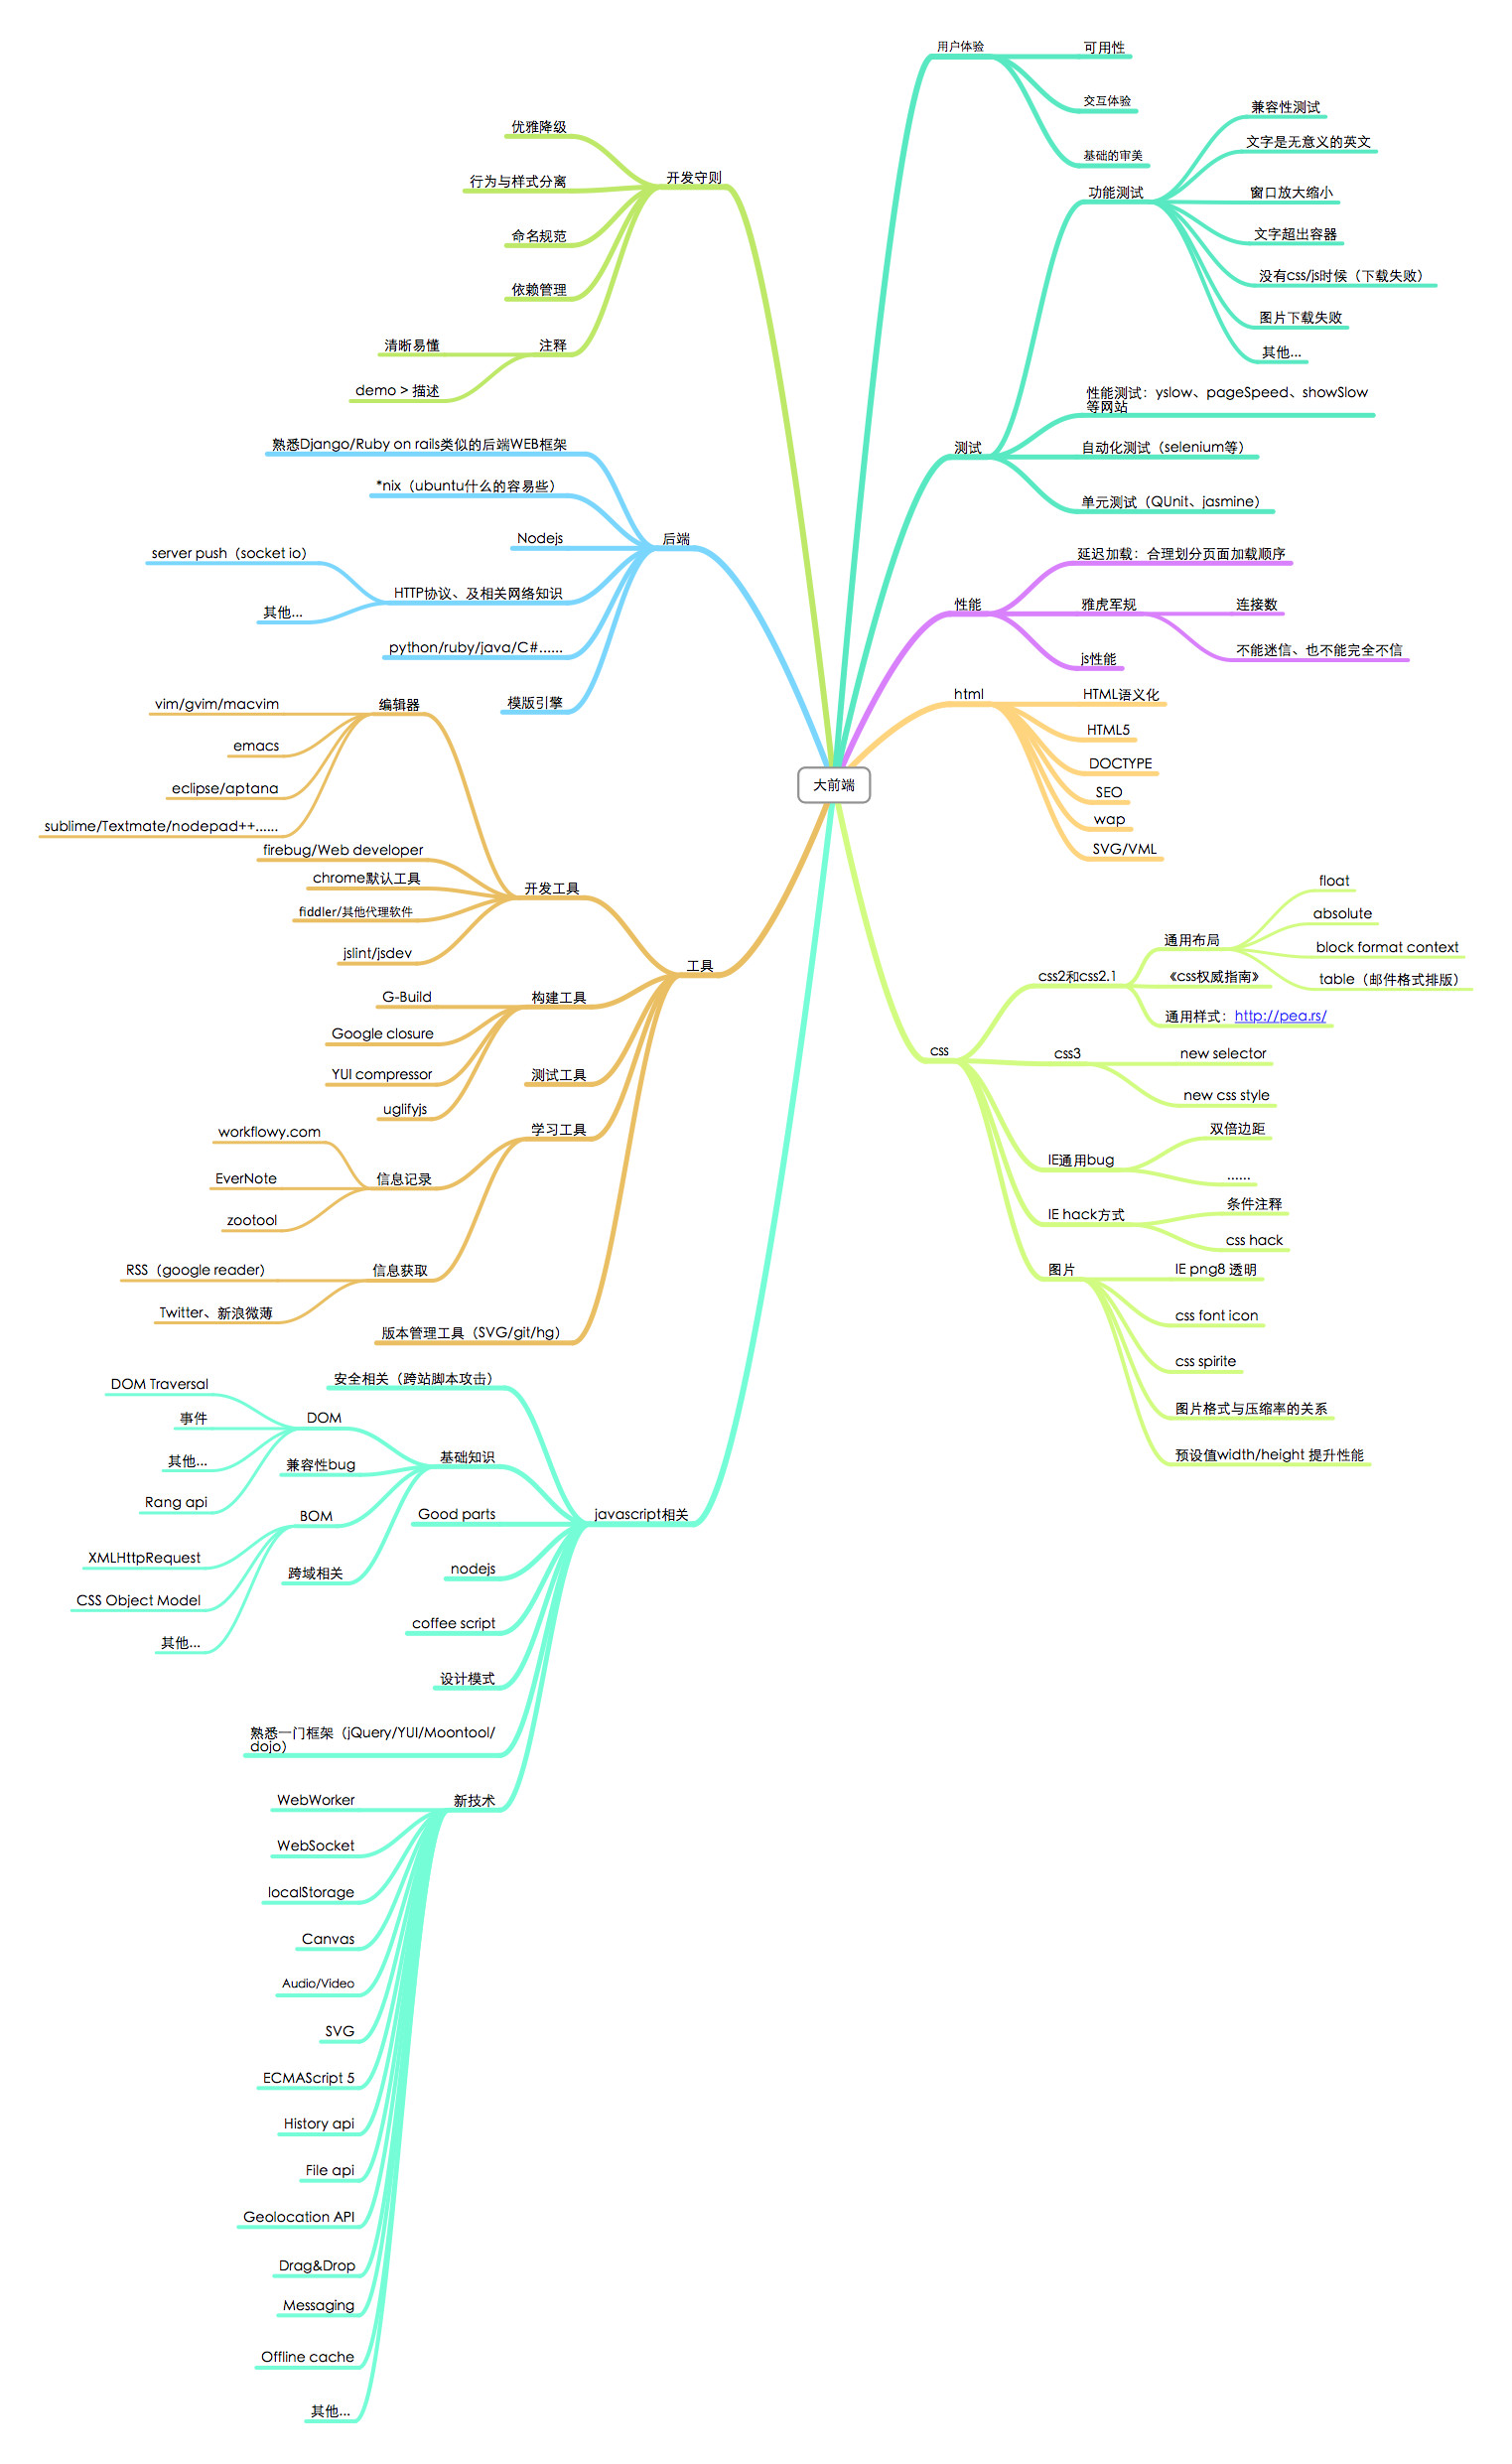 大前端
用户体验
可用性
交互体验
基础的审美
测试
功能测试
兼容性测试
文字是无意义的英文
窗口放大缩小
文字超出容器
没有css/js时候（下载失败）
图片下载失败
其他...
性能测试：yslow、pageSpeed、showSlow
等网站
自动化测试（selenium等）
单元测试（QUnit、jasmine）
性能
延迟加载：合理划分页面加载顺序
雅虎军规
连接数
不能迷信、也不能完全不信
js性能
html
HTML语义化
HTML5
DOCTYPE
SEO
wap
SVG/VML
css
css2和css2.1
通用布局
float
absolute
block format context
table（邮件格式排版）
《css权威指南》
通用样式：http://pea.rs/
css3
new selector
new css style
IE通用bug
双倍边距
......
IE hack方式
条件注释
css hack
图片
IE png8 透明
css font icon
css spirite
图片格式与压缩率的关系
预设值width/height 提升性能
开发守则
优雅降级
行为与样式分离
命名规范
依赖管理
注释
清晰易懂
demo > 描述
后端
熟悉Django/Ruby on rails类似的后端WEB框架
*nix（ubuntu什么的容易些）
Nodejs
HTTP协议、及相关网络知识
server push（socket io）
其他...
python/ruby/java/C#......
模版引擎
工具
开发工具
编辑器
vim/gvim/macvim
emacs
eclipse/aptana
sublime/Textmate/nodepad++......
firebug/Web developer
chrome默认工具
fiddler/其他代理软件
jslint/jsdev
构建工具
G-Build
Google closure
YUI compressor
uglifyjs
测试工具
学习工具
信息记录
workflowy.com
EverNote
zootool
信息获取
RSS（google reader）
Twitter、新浪微薄
版本管理工具（SVG/git/hg）
javascript相关
安全相关（跨站脚本攻击）
基础知识
DOM
DOM Traversal
事件
其他...
Rang api
兼容性bug
BOM
XMLHttpRequest
CSS Object Model
其他...
跨域相关
Good parts
nodejs
coffee script
设计模式
熟悉一门框架（jQuery/YUI/Moontool/
dojo）
新技术
WebWorker
WebSocket
localStorage
Canvas
Audio/Video
SVG
ECMAScript 5
History api
File api
Geolocation API
Drag&Drop
Messaging
Offline cache
其他...